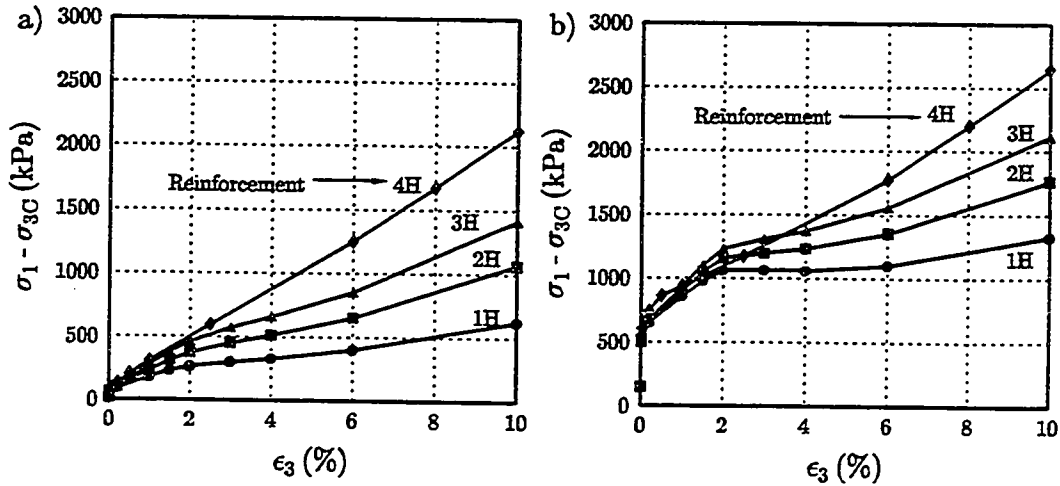 a)
3000
2500
2000
1500
1000
500
0
σ₁ - σ₃C (kPa)
Reinforcement
4H
3H
2H
1H
0 2 4 6 8 10
ϵ₃ (%)
b)
3000
2500
2000
1500
1000
500
0
σ₁ - σ₃C (kPa)
Reinforcement
4H
3H
2H
1H
0 2 4 6 8 10
ϵ₃ (%)